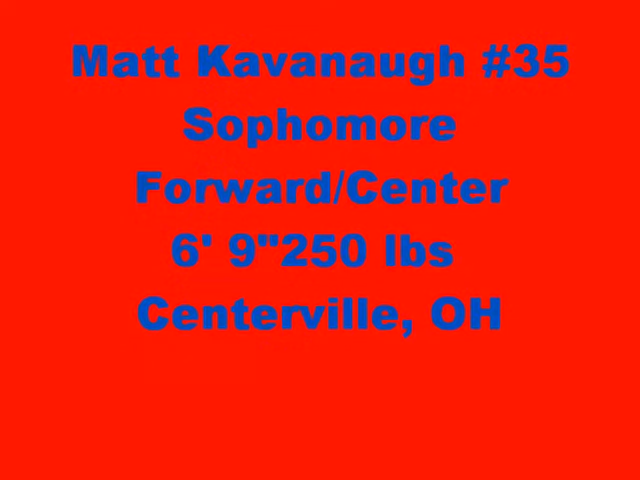 Matt Kavanaugh #35
Sophomore
Forward/Center
6' 9"250 lbs
Centerville, OH